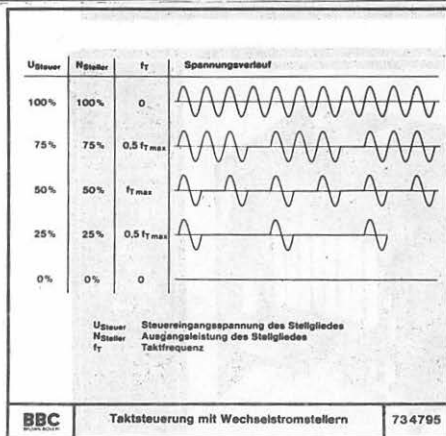 USteuer NSteller fT Spannungsverlauf
100% 100% 0
75% 75% 0,5 fT max
50% 50% fT max
25% 25% 0,5 fT max
0% 0% 0
USteuer Steuereingangsspannung des Stellgliedes
NSteller Ausgangsleistung des Stellgliedes
fT Taktfrequenz
BBC Taktsteuerung mit Wechselstromstellern 734795
BROWN BOVERI